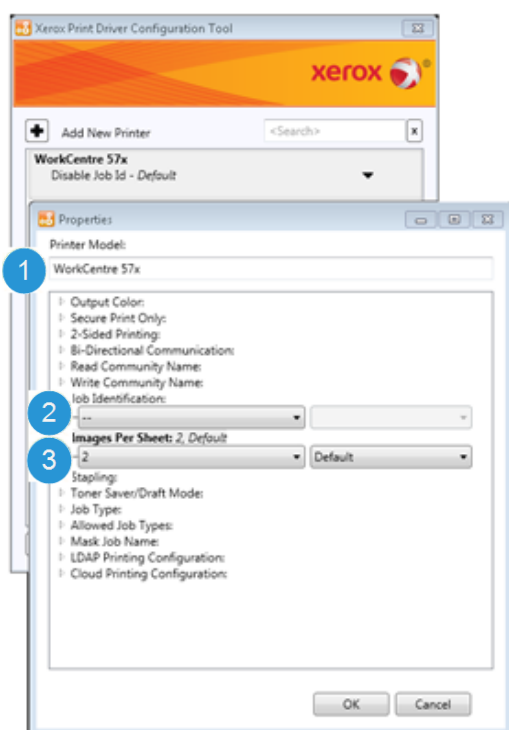 Xerox Print Driver Configuration Tool
xerox
Add New Printer
<Search>
x
WorkCentre 57x
Disable Job Id - Default
Properties
Printer Model:
1
WorkCentre 57x
Output Color:
Secure Print Only:
2-Sided Printing:
Bi-Directional Communication:
Read Community Name:
Write Community Name:
Job Identification:
2
--
Images Per Sheet: 2, Default
3
2 Default
Stapling:
Toner Saver/Draft Mode:
Job Type:
Allowed Job Types:
Mask Job Name:
LDAP Printing Configuration:
Cloud Printing Configuration:
OK Cancel